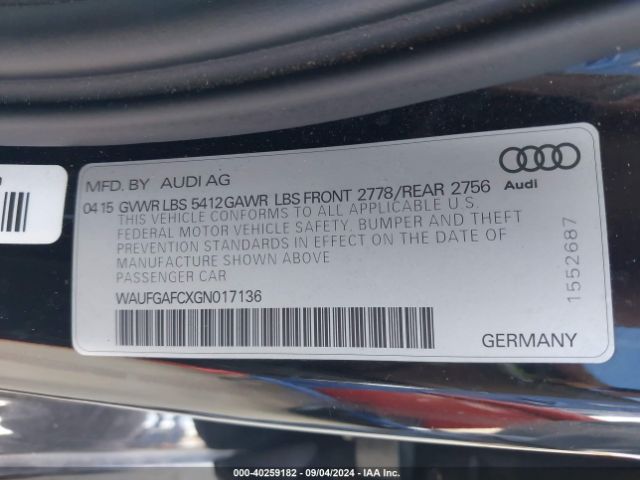 MFD. BY AUDI AG
Audi
04 15 GVWR LBS 5412 GAWR LBS FRONT 2778/REAR 2756
THIS VEHICLE CONFORMS TO ALL APPLICABLE U.S.
FEDERAL MOTOR VEHICLE SAFETY, BUMPER AND THEFT
PREVENTION STANDARDS IN EFFECT ON THE DATE OF
MANUFACTURE SHOWN ABOVE
PASSENGER CAR
WAUFGAFCXGN017136
1552687
GERMANY
000-40259182 - 09/04/2024 - IAA Inc.